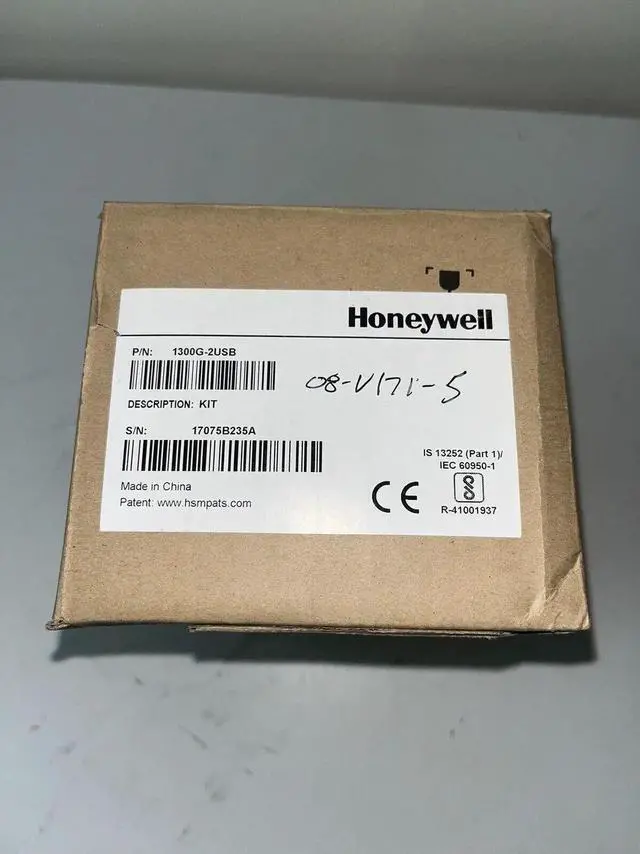 Honeywell
P/N: 1300G-2USB
08-V171-5
DESCRIPTION: KIT
S/N: 17075B235A
IS 13252 (Part 1)/
IEC 60950-1
Made in China
Patent: www.hsmpats.com
CE
R-41001937